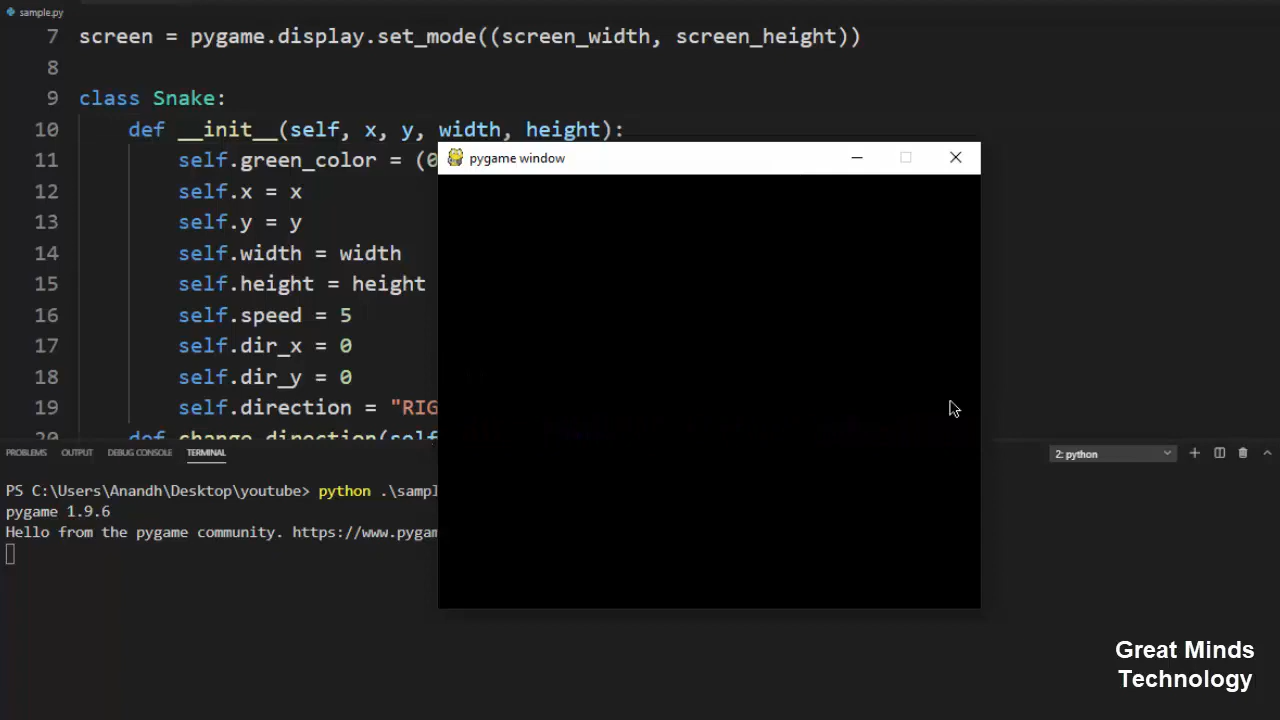 sample.py
7 screen = pygame.display.set_mode((screen_width, screen_height))
8
9 class Snake:
10 def __init__(self, x, y, width, height):
11 self.green_color = (0
12 self.x = x
13 self.y = y
14 self.width = width
15 self.height = height
16 self.speed = 5
17 self.dir_x = 0
18 self.dir_y = 0
19 self.direction = "RIG
20 def change_direction(self
pygame window
PROBLEMS OUTPUT DEBUG CONSOLE TERMINAL 2: python
PS C:\Users\Anandh\Desktop\youtube> python .\sampl
pygame 1.9.6
Hello from the pygame community. https://www.pygam
Great Minds
Technology